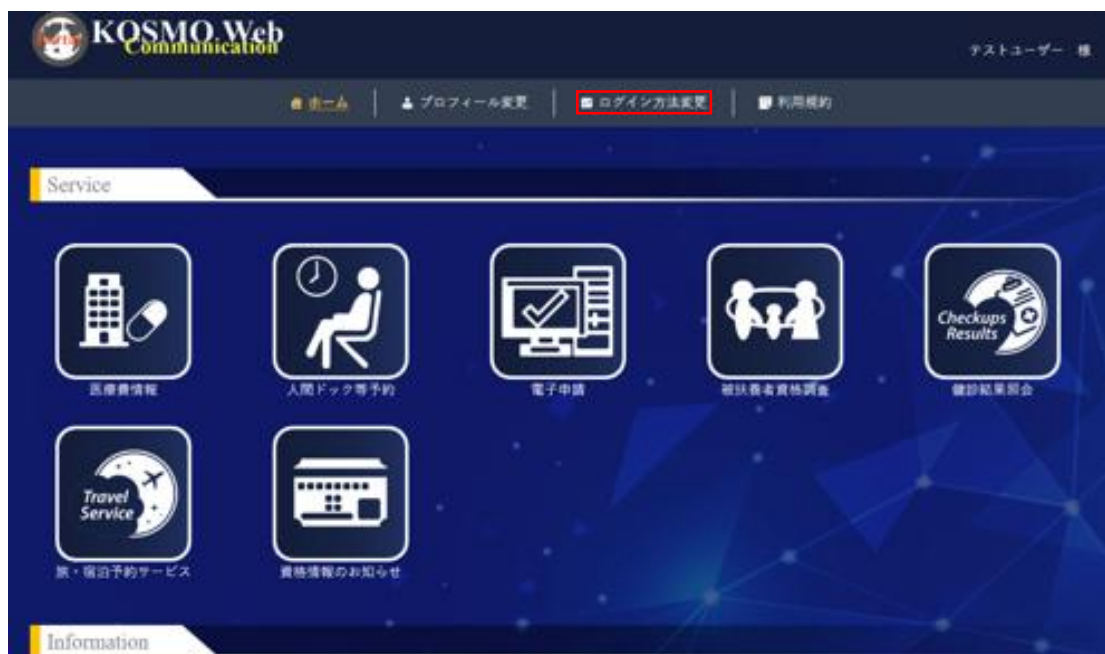 Portal
KOSMO Web
Communication
テストユーザー 様
ホーム
プロフィール変更
ログイン方法変更
利用規約
Service
Checkups
Results
医療費情報
人間ドック等予約
電子申請
被扶養者資格調査
健診結果照会
Travel
Service
旅・宿泊予約サービス
資格情報のお知らせ
Information